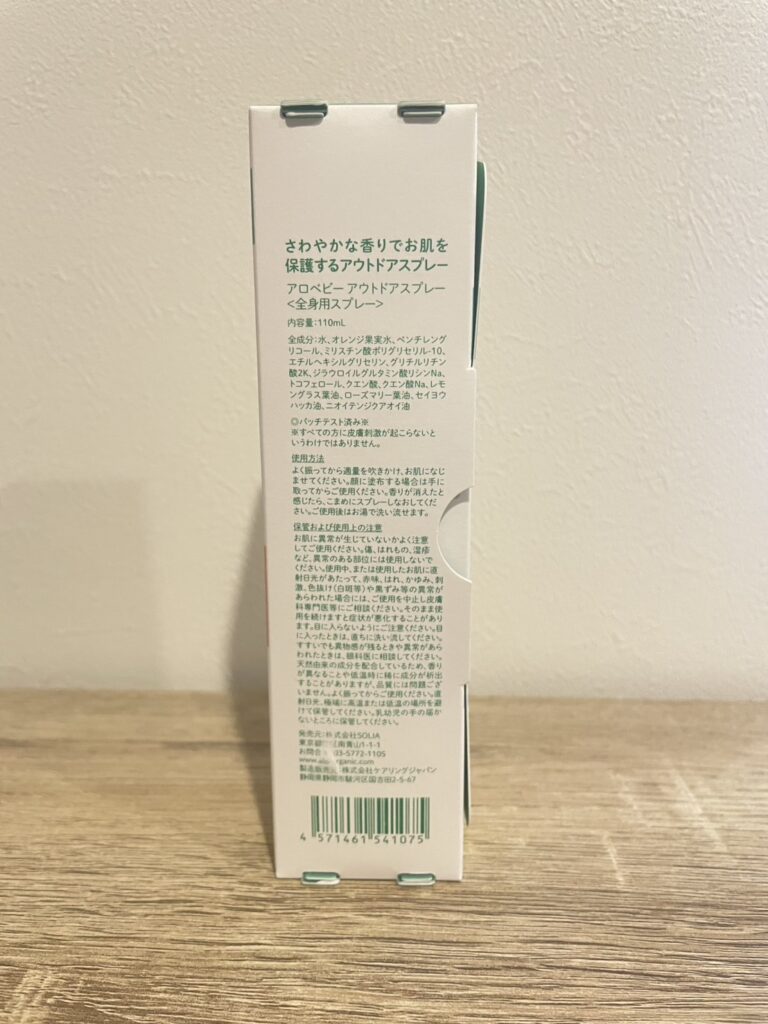 さわやかな香りでお肌を
保護するアウトドアスプレー
アロベビー アウトドアスプレー
<全身用スプレー>
内容量:110mL
全成分:水、オレンジ果実水、ペンチレング
リコール、ミリスチン酸ポリグリセリル-10、
エチルヘキシルグリセリン、グリチルリチン
酸2K、ジラウロイルグルタミン酸リシンNa、
トコフェロール、クエン酸、クエン酸Na、レモ
ングラス葉油、ローズマリー葉油、セイヨウ
ハッカ油、ニオイテンジクアオイ油
◎パッチテスト済み※
※すべての方に皮膚刺激が起こらないと
いうわけではありません。
使用方法
よく振ってから適量を吹きかけ、お肌になじ
ませてください。顔に塗布する場合は手に
取ってからご使用ください。香りが消えたと
感じたら、こまめにスプレーしなおしてくだ
さい。ご使用後はお湯で洗い流せます。
保管および使用上の注意
お肌に異常が生じていないかよく注意
してご使用ください。傷、はれもの、湿疹
など、異常のある部位には使用しないで
ください。使用中、または使用したお肌に直
射日光があたって、赤味、はれ、かゆみ、刺
激、色抜け(白斑等)や黒ずみ等の異常が
あらわれた場合には、ご使用を中止し皮膚
科専門医等にご相談ください。そのまま使
用を続けますと症状が悪化することがあり
ます。目に入らないようにご注意ください。目
に入ったときは、直ちに洗い流してください。
すすいでも異物感が残るときや異常があら
われたときは、眼科医に相談してください。
天然由来の成分を配合しているため、香り
が異なることや低温時に稀に成分が析出
することがありますが、品質には問題ござ
いません。よく振ってからご使用ください。直
射日光、極端に高温または低温の場所を避
けて保管してください。乳幼児の手の届か
ないところに保管してください。
発売元:株式会社SOLIA
東京都 南青山1-1-1
お問合 03-5772-1105
www. rganic.com
製造販売元:株式会社ケアリングジャパン
静岡県静岡市駿河区国吉田2-5-67
4 571461 541075